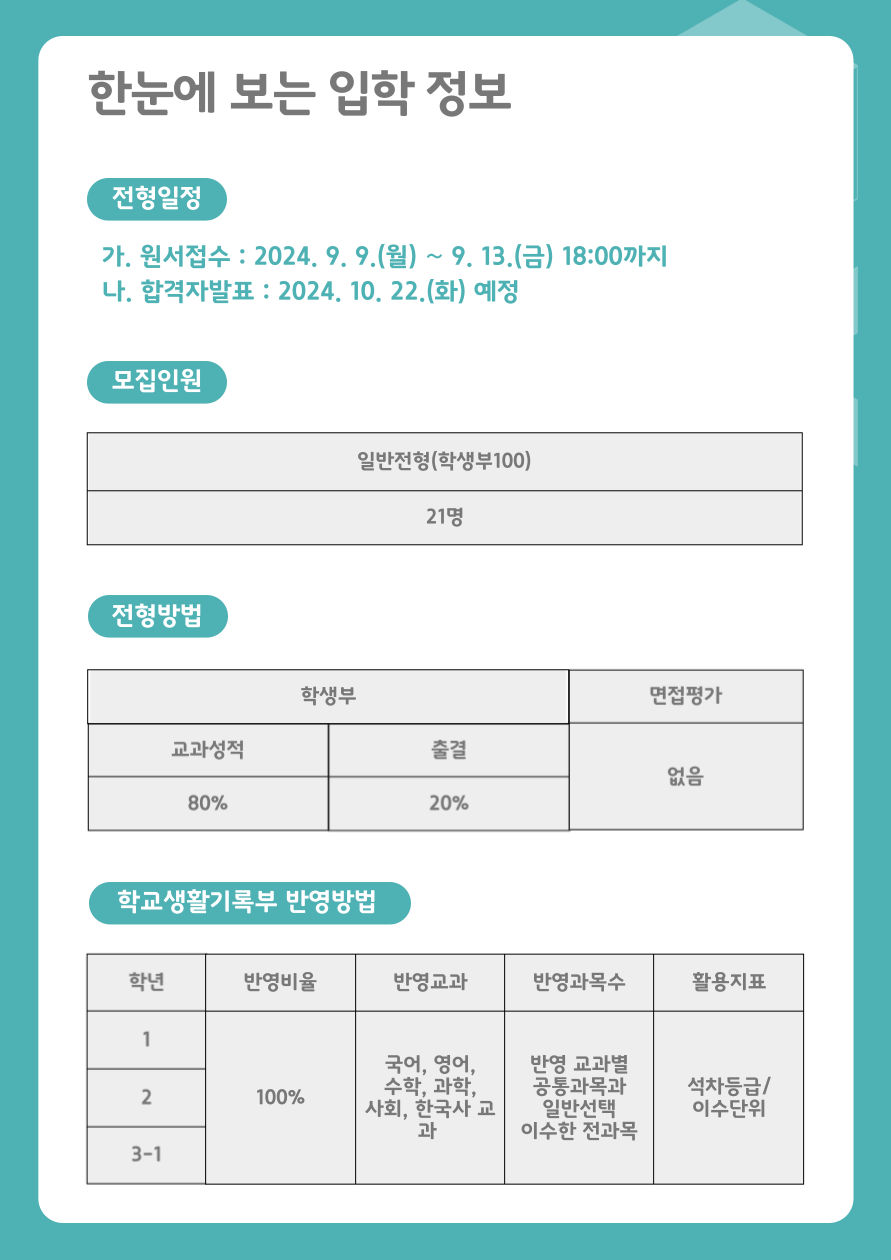 한눈에 보는 입학 정보
전형일정
가. 원서접수 : 2024. 9. 9.(월) ~ 9. 13.(금) 18:00까지
나. 합격자발표 : 2024. 10. 22.(화) 예정
모집인원
일반전형(학생부100)
21명
전형방법
학생부 면접평가
교과성적 출결
없음
80% 20%
학교생활기록부 반영방법
학년 반영비율 반영교과 반영과목수 활용지표
1
2
3-1
100%
국어, 영어,
수학, 과학,
사회, 한국사 교
과
반영 교과별
공통과목과
일반선택
이수한 전과목
석차등급/
이수단위